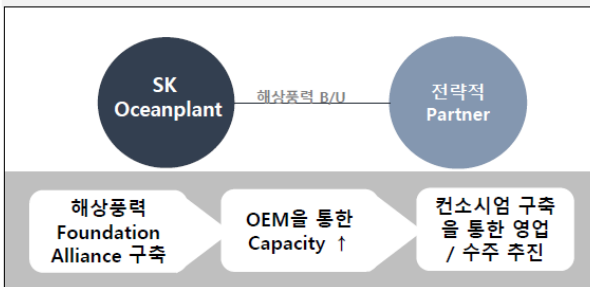 SK
Oceanplant
해상풍력 B/U
전략적
Partner
해상풍력
Foundation
Alliance 구축
OEM을 통한
Capacity ↑
컨소시엄 구축
을 통한 영업
/ 수주 추진